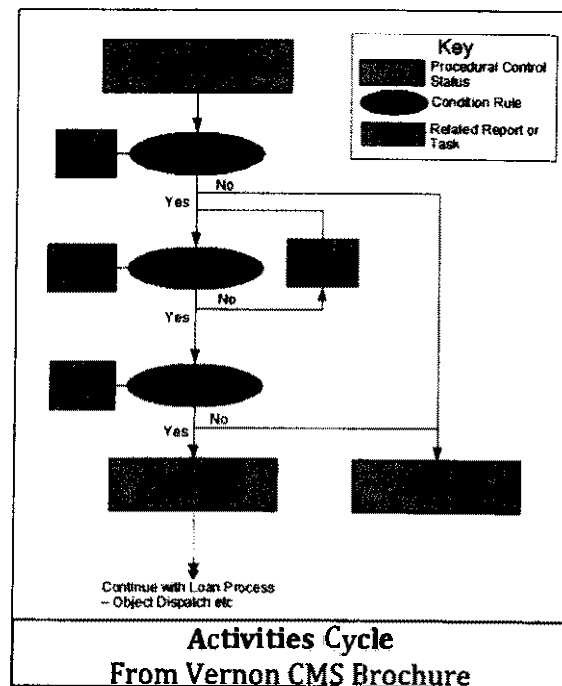 Key
Procedural Control
Status
Condition Rule
Related Report or
Task
No
Yes
No
Yes
No
Yes
Continue with Loan Process
– Object Dispatch etc
Activities Cycle
From Vernon CMS Brochure